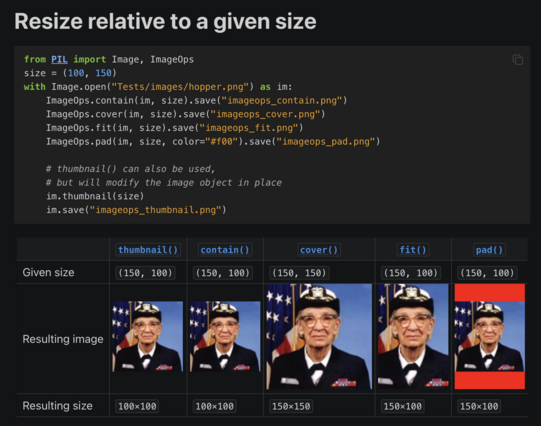 Resize relative to a given size
from PIL import Image, ImageOps
size = (100, 150)
with Image.open("Tests/images/hopper.png") as im:
    ImageOps.contain(im, size).save("imageops_contain.png")
    ImageOps.cover(im, size).save("imageops_cover.png")
    ImageOps.fit(im, size).save("imageops_fit.png")
    ImageOps.pad(im, size, color="#f00").save("imageops_pad.png")
    # thumbnail() can also be used,
    # but will modify the image object in place
    im.thumbnail(size)
    im.save("imageops_thumbnail.png")
thumbnail() contain() cover() fit() pad()
Given size (150, 100) (150, 100) (150, 150) (150, 100) (150, 100)
Resulting image
Resulting size 100×100 100×100 150×150 150×100 150×100